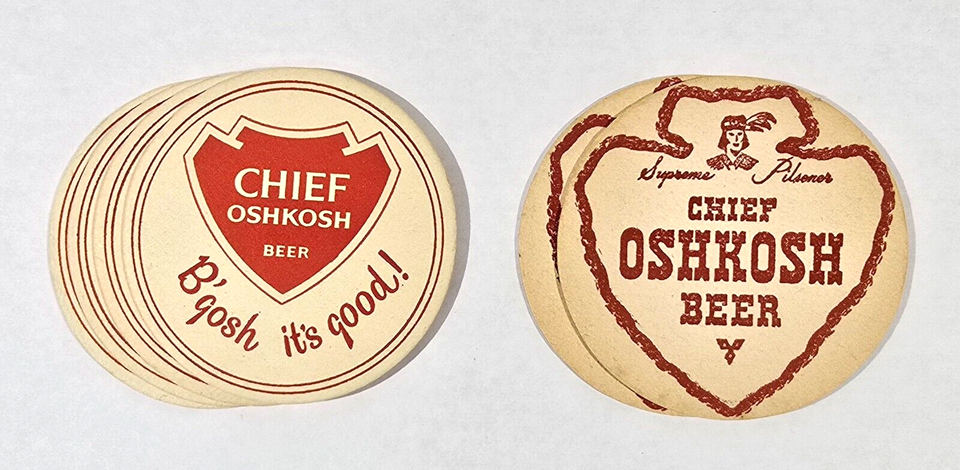 CHIEF
OSHKOSH
BEER
B'gosh it's good!
Supreme Pilsener
CHIEF
OSHKOSH
BEER